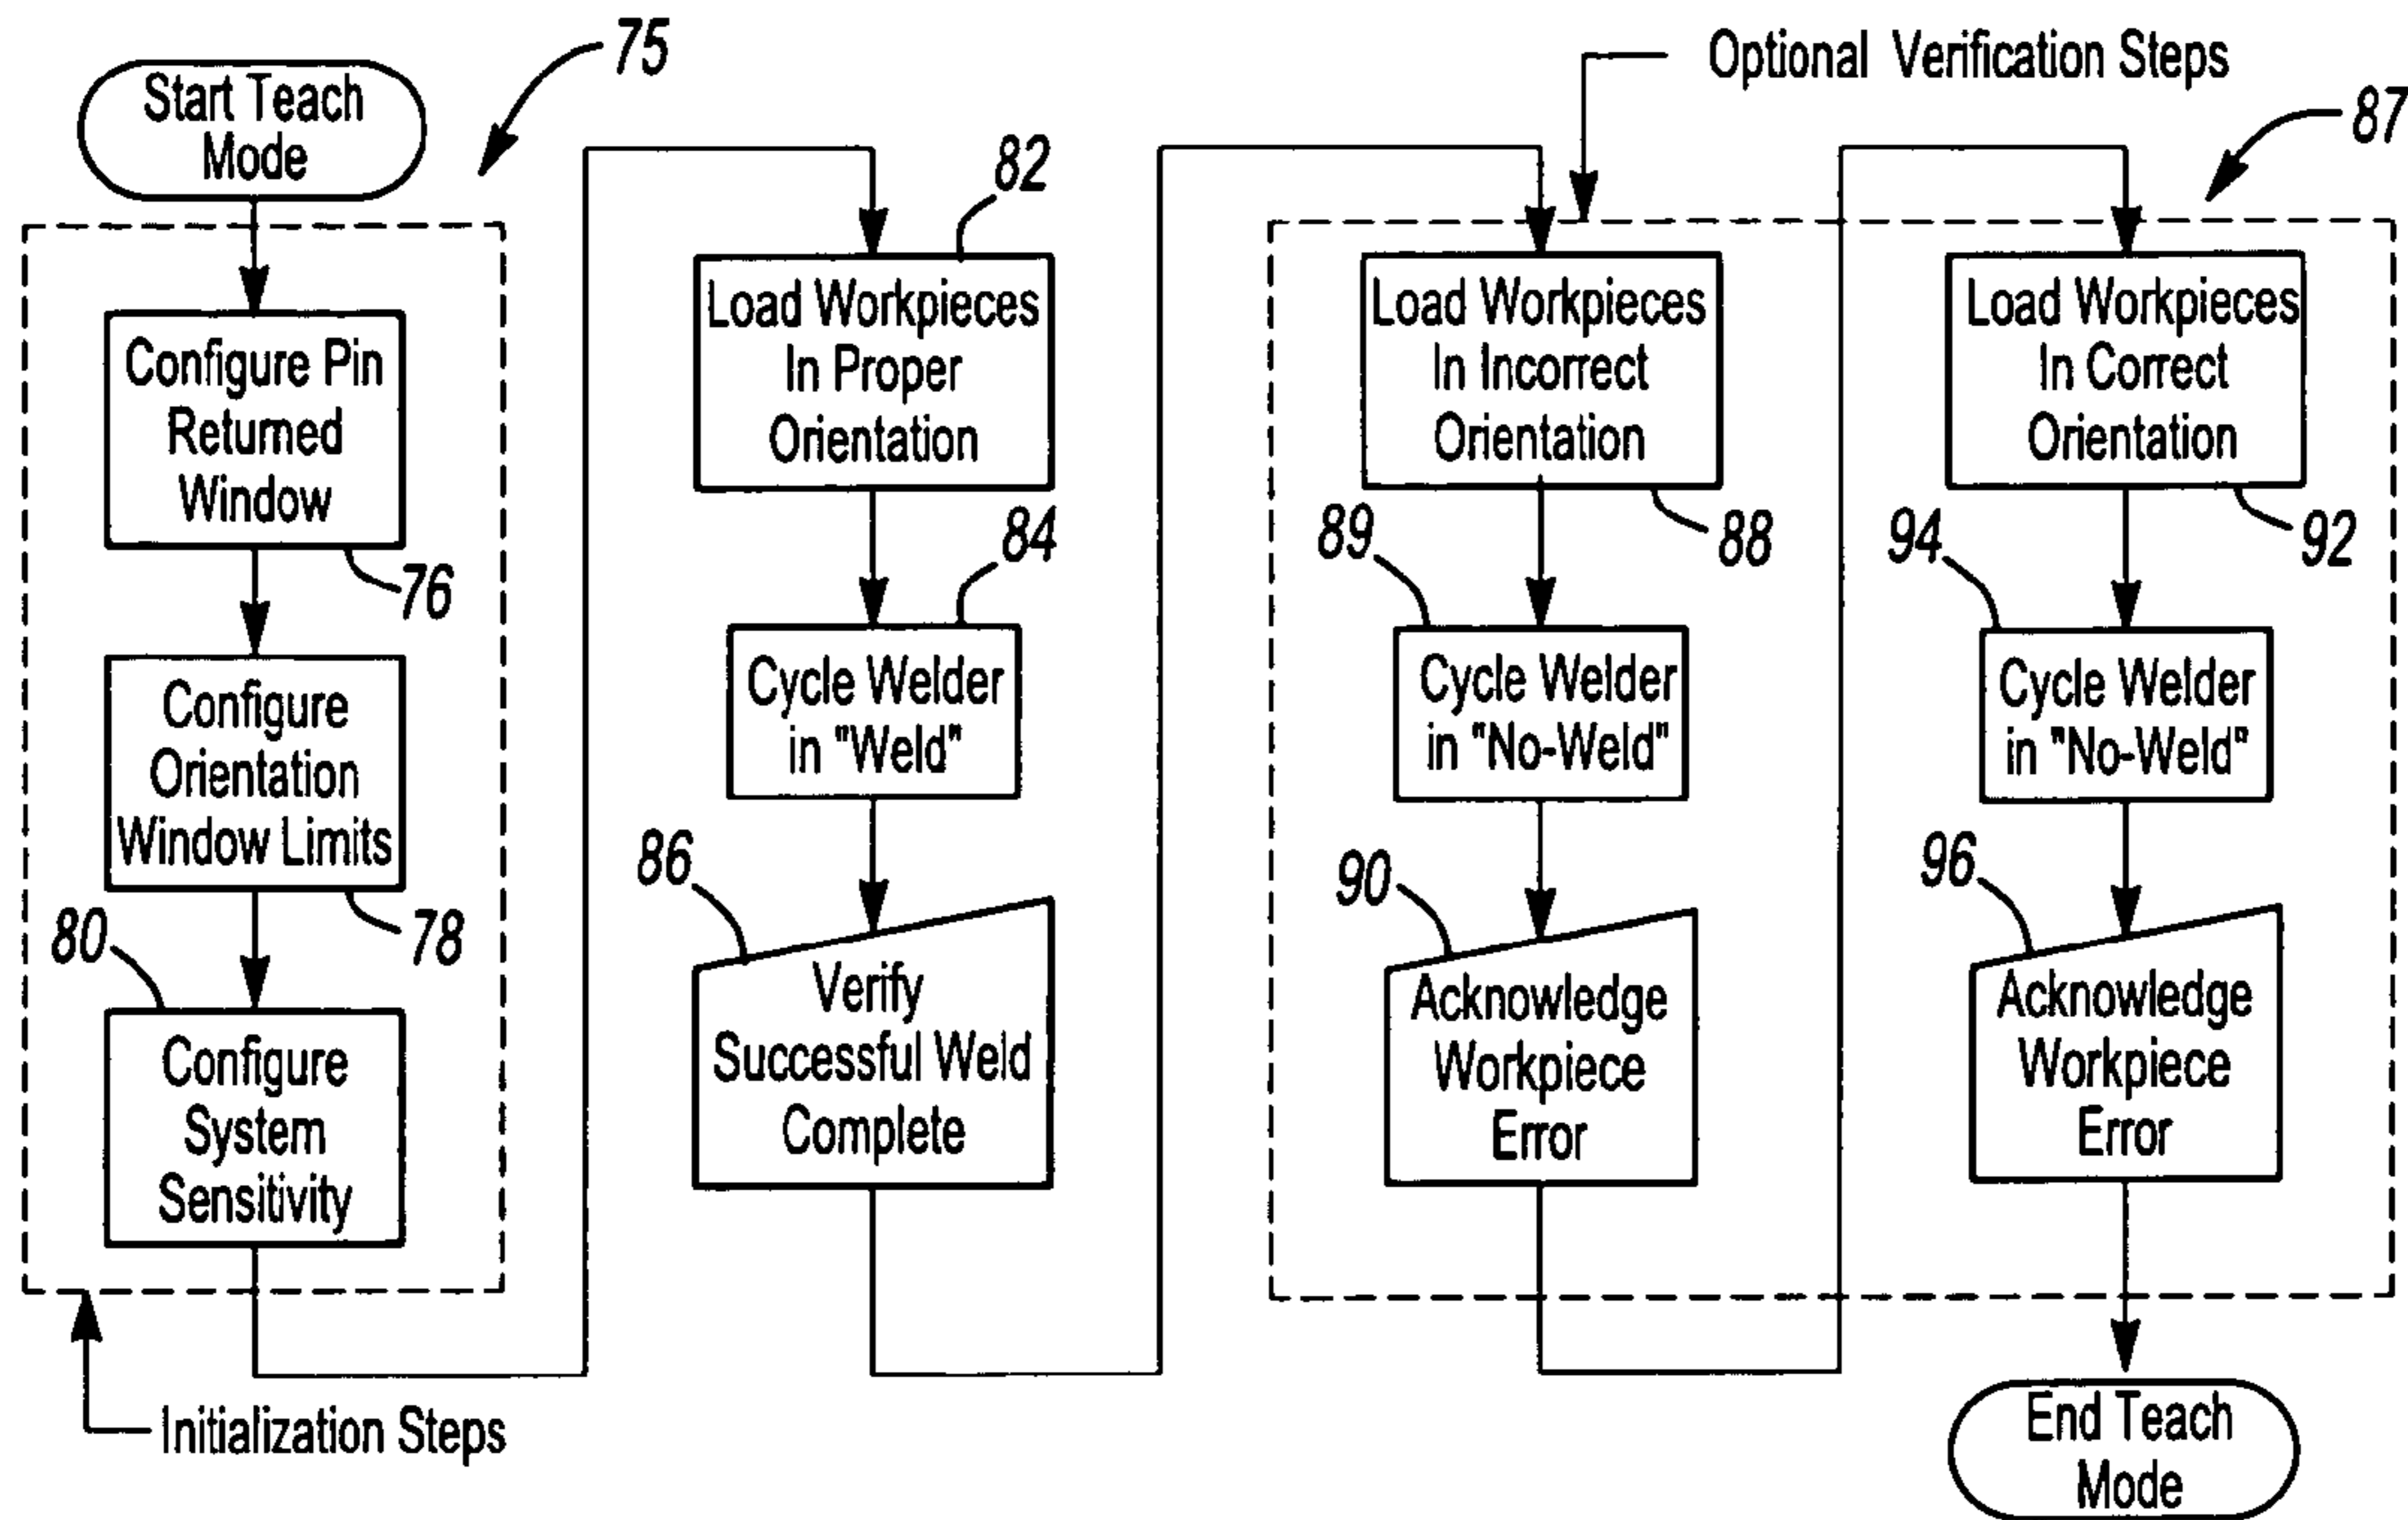 Start Teach
Mode
75
Configure Pin
Returned
Window
76
Configure
Orientation
Window Limits
78
80
Configure
System
Sensitivity
Initialization Steps
82
Load Workpieces
In Proper
Orientation
84
Cycle Welder
in "Weld"
86
Verify
Successful Weld
Complete
Optional Verification Steps
87
Load Workpieces
In Incorrect
Orientation
88
89
Cycle Welder
in "No-Weld"
90
Acknowledge
Workpiece
Error
Load Workpieces
In Correct
Orientation
92
94
Cycle Welder
in "No-Weld"
96
Acknowledge
Workpiece
Error
End Teach
Mode